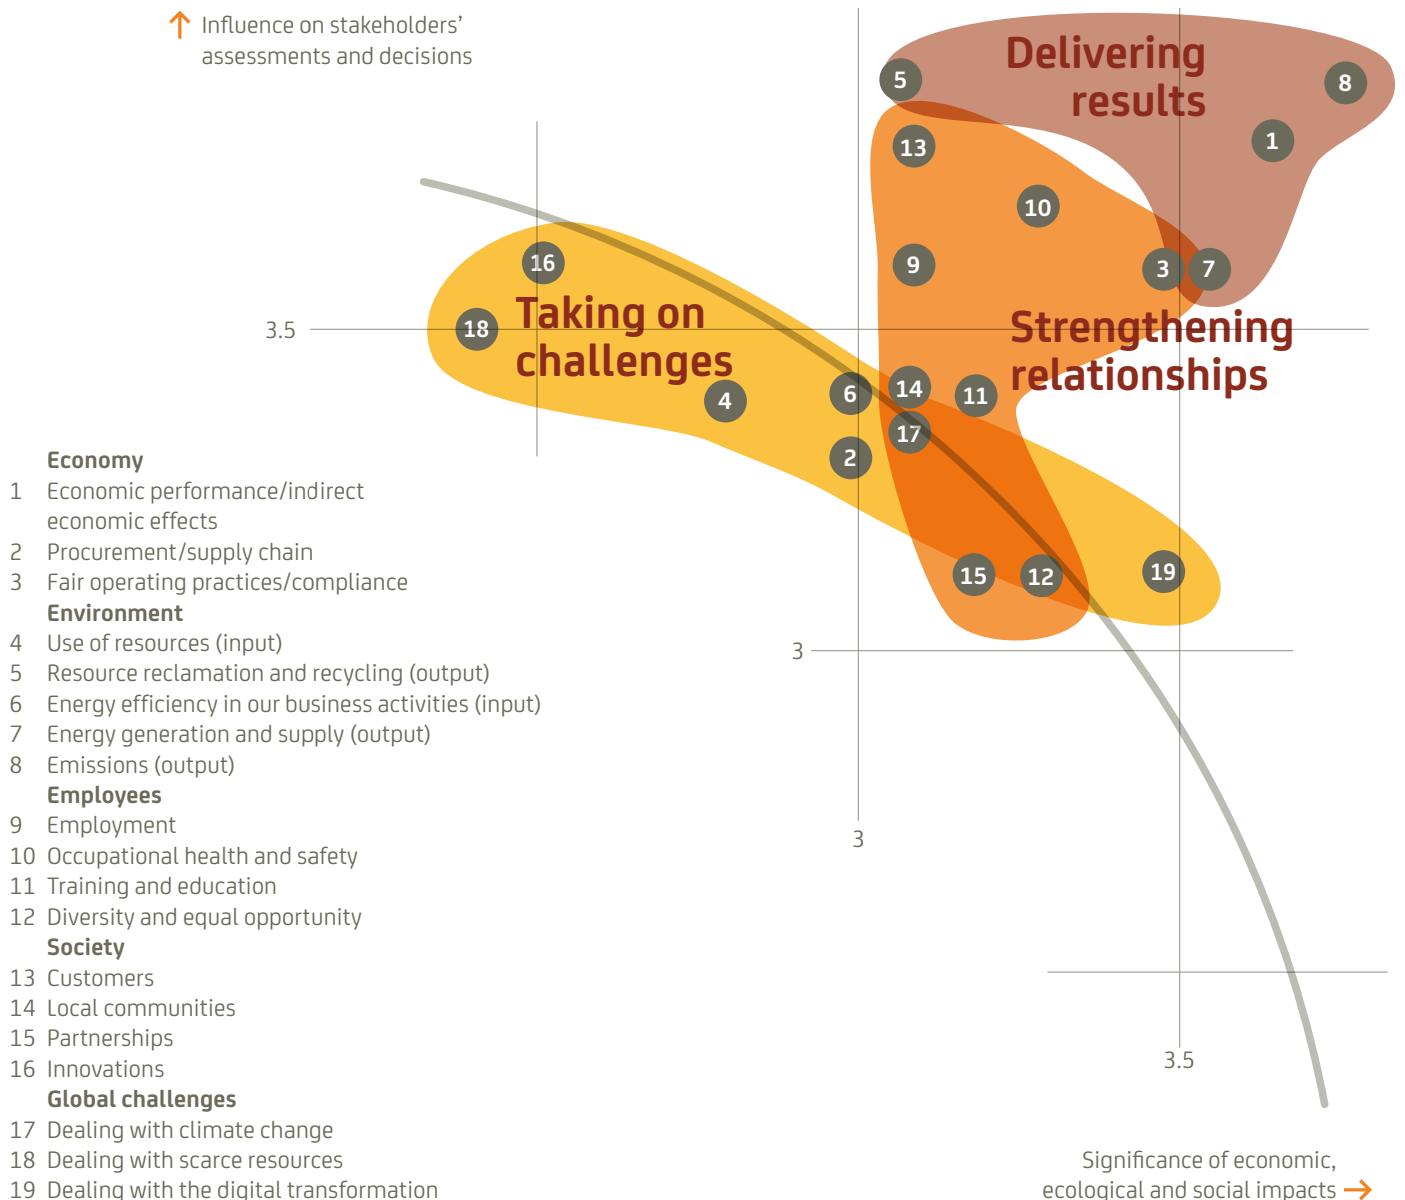 Influence on stakeholders’
assessments and decisions
Delivering
results
5
8
1
13
10
9
3
7
16
18
Taking on
challenges
3.5
Strengthening
relationships
4
6
14
11
17
2
15
12
19
3
3
3.5
Economy
1 Economic performance/indirect
economic effects
2 Procurement/supply chain
3 Fair operating practices/compliance
Environment
4 Use of resources (input)
5 Resource reclamation and recycling (output)
6 Energy efficiency in our business activities (input)
7 Energy generation and supply (output)
8 Emissions (output)
Employees
9 Employment
10 Occupational health and safety
11 Training and education
12 Diversity and equal opportunity
Society
13 Customers
14 Local communities
15 Partnerships
16 Innovations
Global challenges
17 Dealing with climate change
18 Dealing with scarce resources
19 Dealing with the digital transformation
Significance of economic,
ecological and social impacts